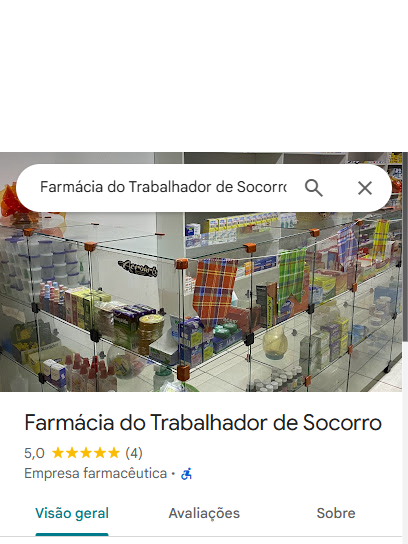 Farmácia do Trabalhador de Socorro
Farmácia do Trabalhador de Socorro
5,0 (4)
Empresa farmacêutica ·
Visão geral Avaliações Sobre